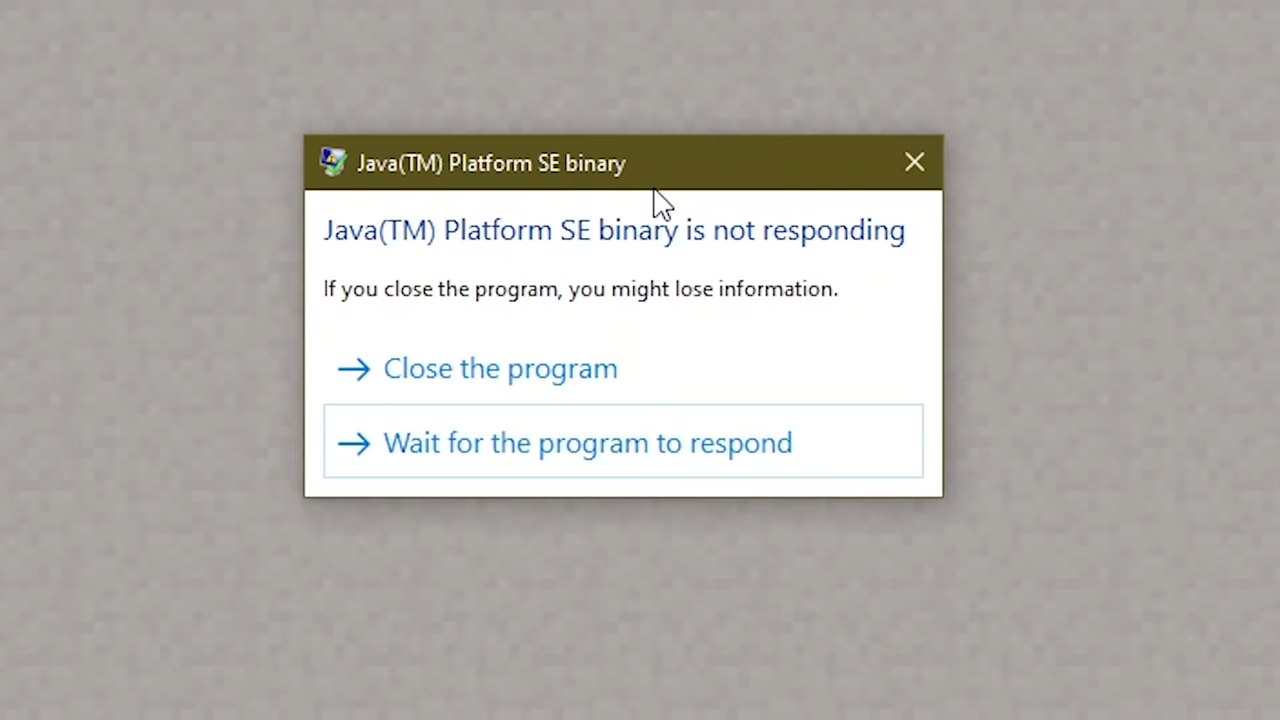 Java(TM) Platform SE binary
Java(TM) Platform SE binary is not responding
If you close the program, you might lose information.
Close the program
Wait for the program to respond